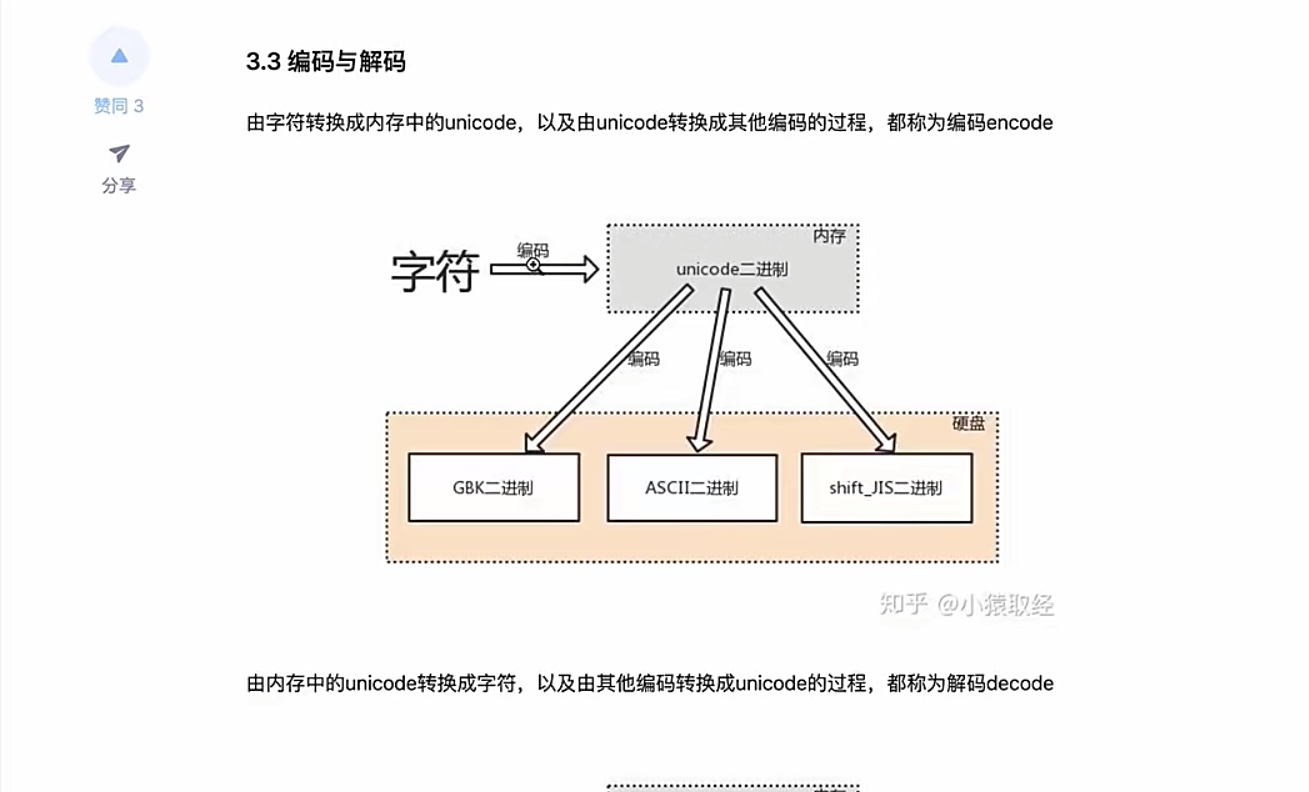 3.3 编码与解码
赞同 3
由字符转换成内存中的unicode，以及由unicode转换成其他编码的过程，都称为编码encode
分享
内存
编码
字符
unicode二进制
编码
编码
编码
硬盘
GBK二进制
ASCII二进制
shift_JIS二进制
知乎 @小猿取经
由内存中的unicode转换成字符，以及由其他编码转换成unicode的过程，都称为解码decode